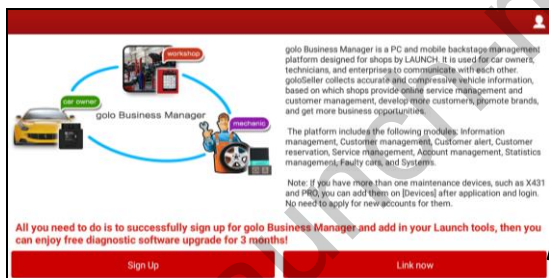 workshop
car owner
golo Business Manager
mechanic
golo Business Manager is a PC and mobile backstage management
platform designed for shops by LAUNCH. It is used for car owners,
technicians, and enterprises to communicate with each other.
goloSeller collects accurate and compressive vehicle information,
based on which shops provide online service management and
customer management, develop more customers, promote brands,
and get more business opportunities.
The platform includes the following modules: Information
management, Customer management, Customer alert, Customer
reservation, Service management, Account management, Statistics
management, Faulty cars, and Systems.
Note: If you have more than one maintenance devices, such as X431
and PRO, you can add them on [Devices] after application and login.
No need to apply for new accounts for them.
All you need to do is to successfully sign up for golo Business Manager and add in your Launch tools, then you
can enjoy free diagnostic software upgrade for 3 months!
Sign Up
Link now